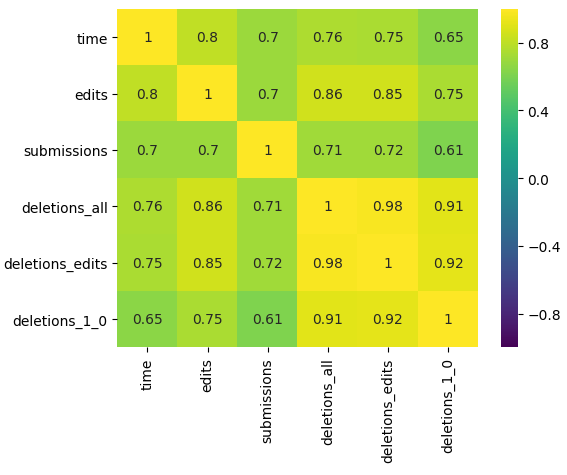 time 1 0.8 0.7 0.76 0.75 0.65 0.8
edits 0.8 1 0.7 0.86 0.85 0.75 0.4
submissions 0.7 0.7 1 0.71 0.72 0.61 0.0
deletions_all 0.76 0.86 0.71 1 0.98 0.91
deletions_edits 0.75 0.85 0.72 0.98 1 0.92 −0.4
deletions_1_0 0.65 0.75 0.61 0.91 0.92 1 −0.8
time edits submissions deletions_all deletions_edits deletions_1_0